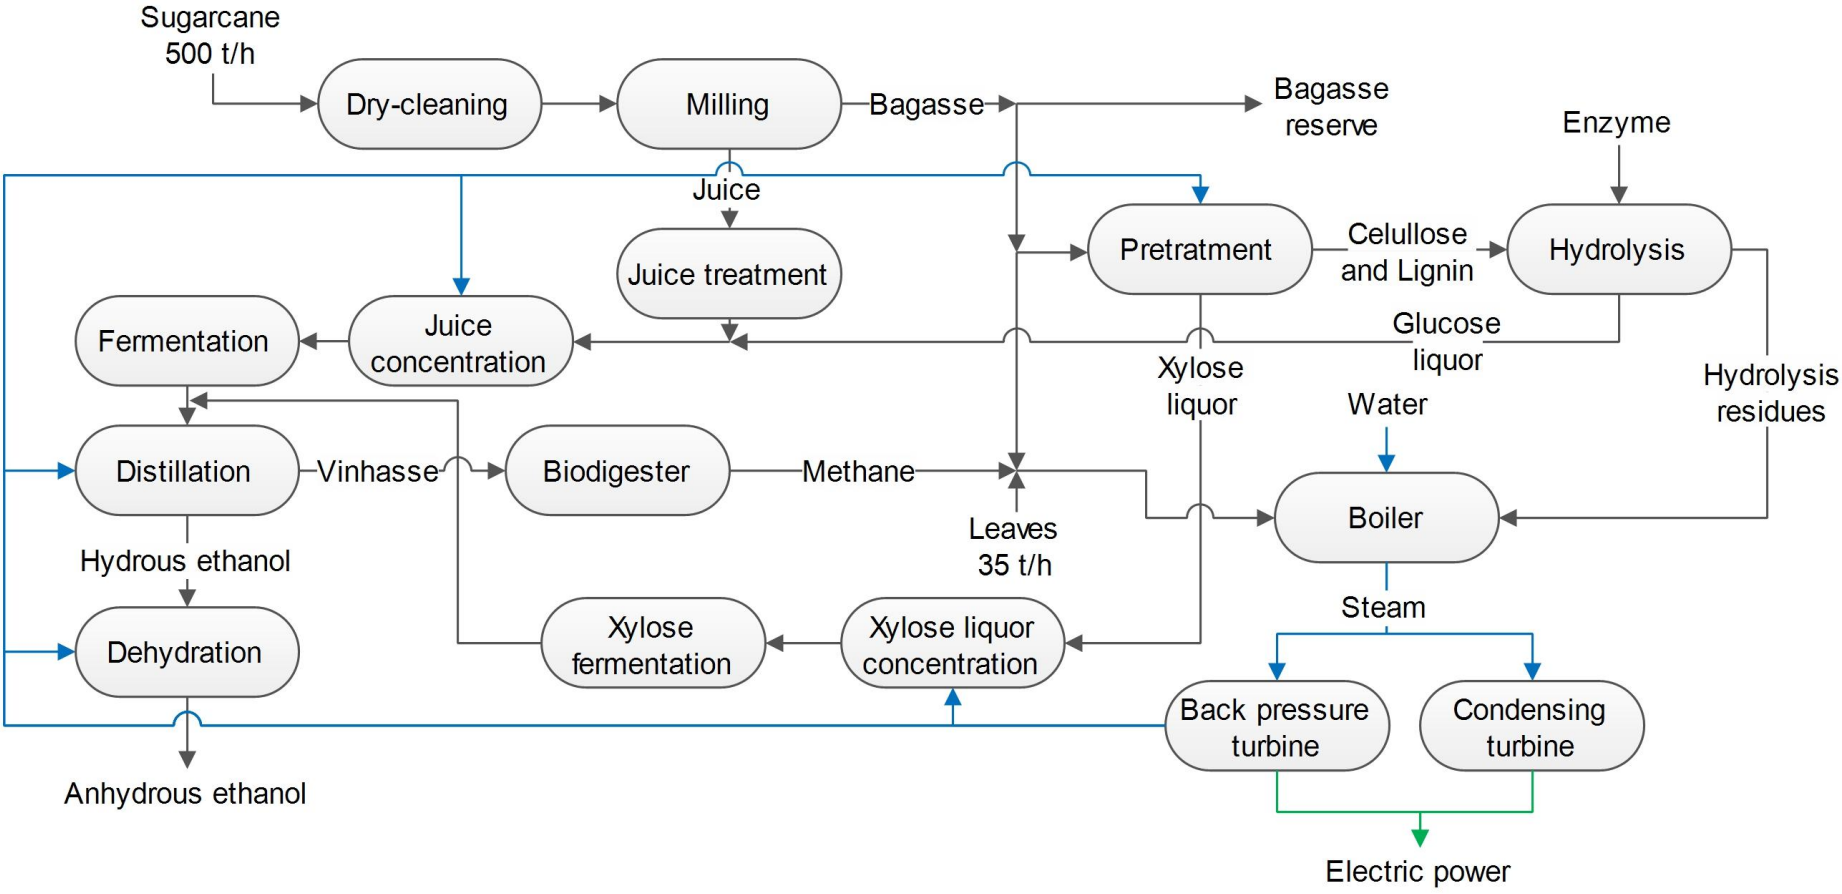 Sugarcane
500 t/h
Dry-cleaning
Milling
Bagasse
Bagasse
reserve
Enzyme
Juice
Juice treatment
Pretratment
Celullose
and Lignin
Hydrolysis
Fermentation
Juice
concentration
Glucose
liquor
Xylose
liquor
Hydrolysis
residues
Water
Distillation
Vinhasse
Biodigester
Methane
Leaves
35 t/h
Boiler
Hydrous ethanol
Steam
Dehydration
Xylose
fermentation
Xylose liquor
concentration
Back pressure
turbine
Condensing
turbine
Anhydrous ethanol
Electric power